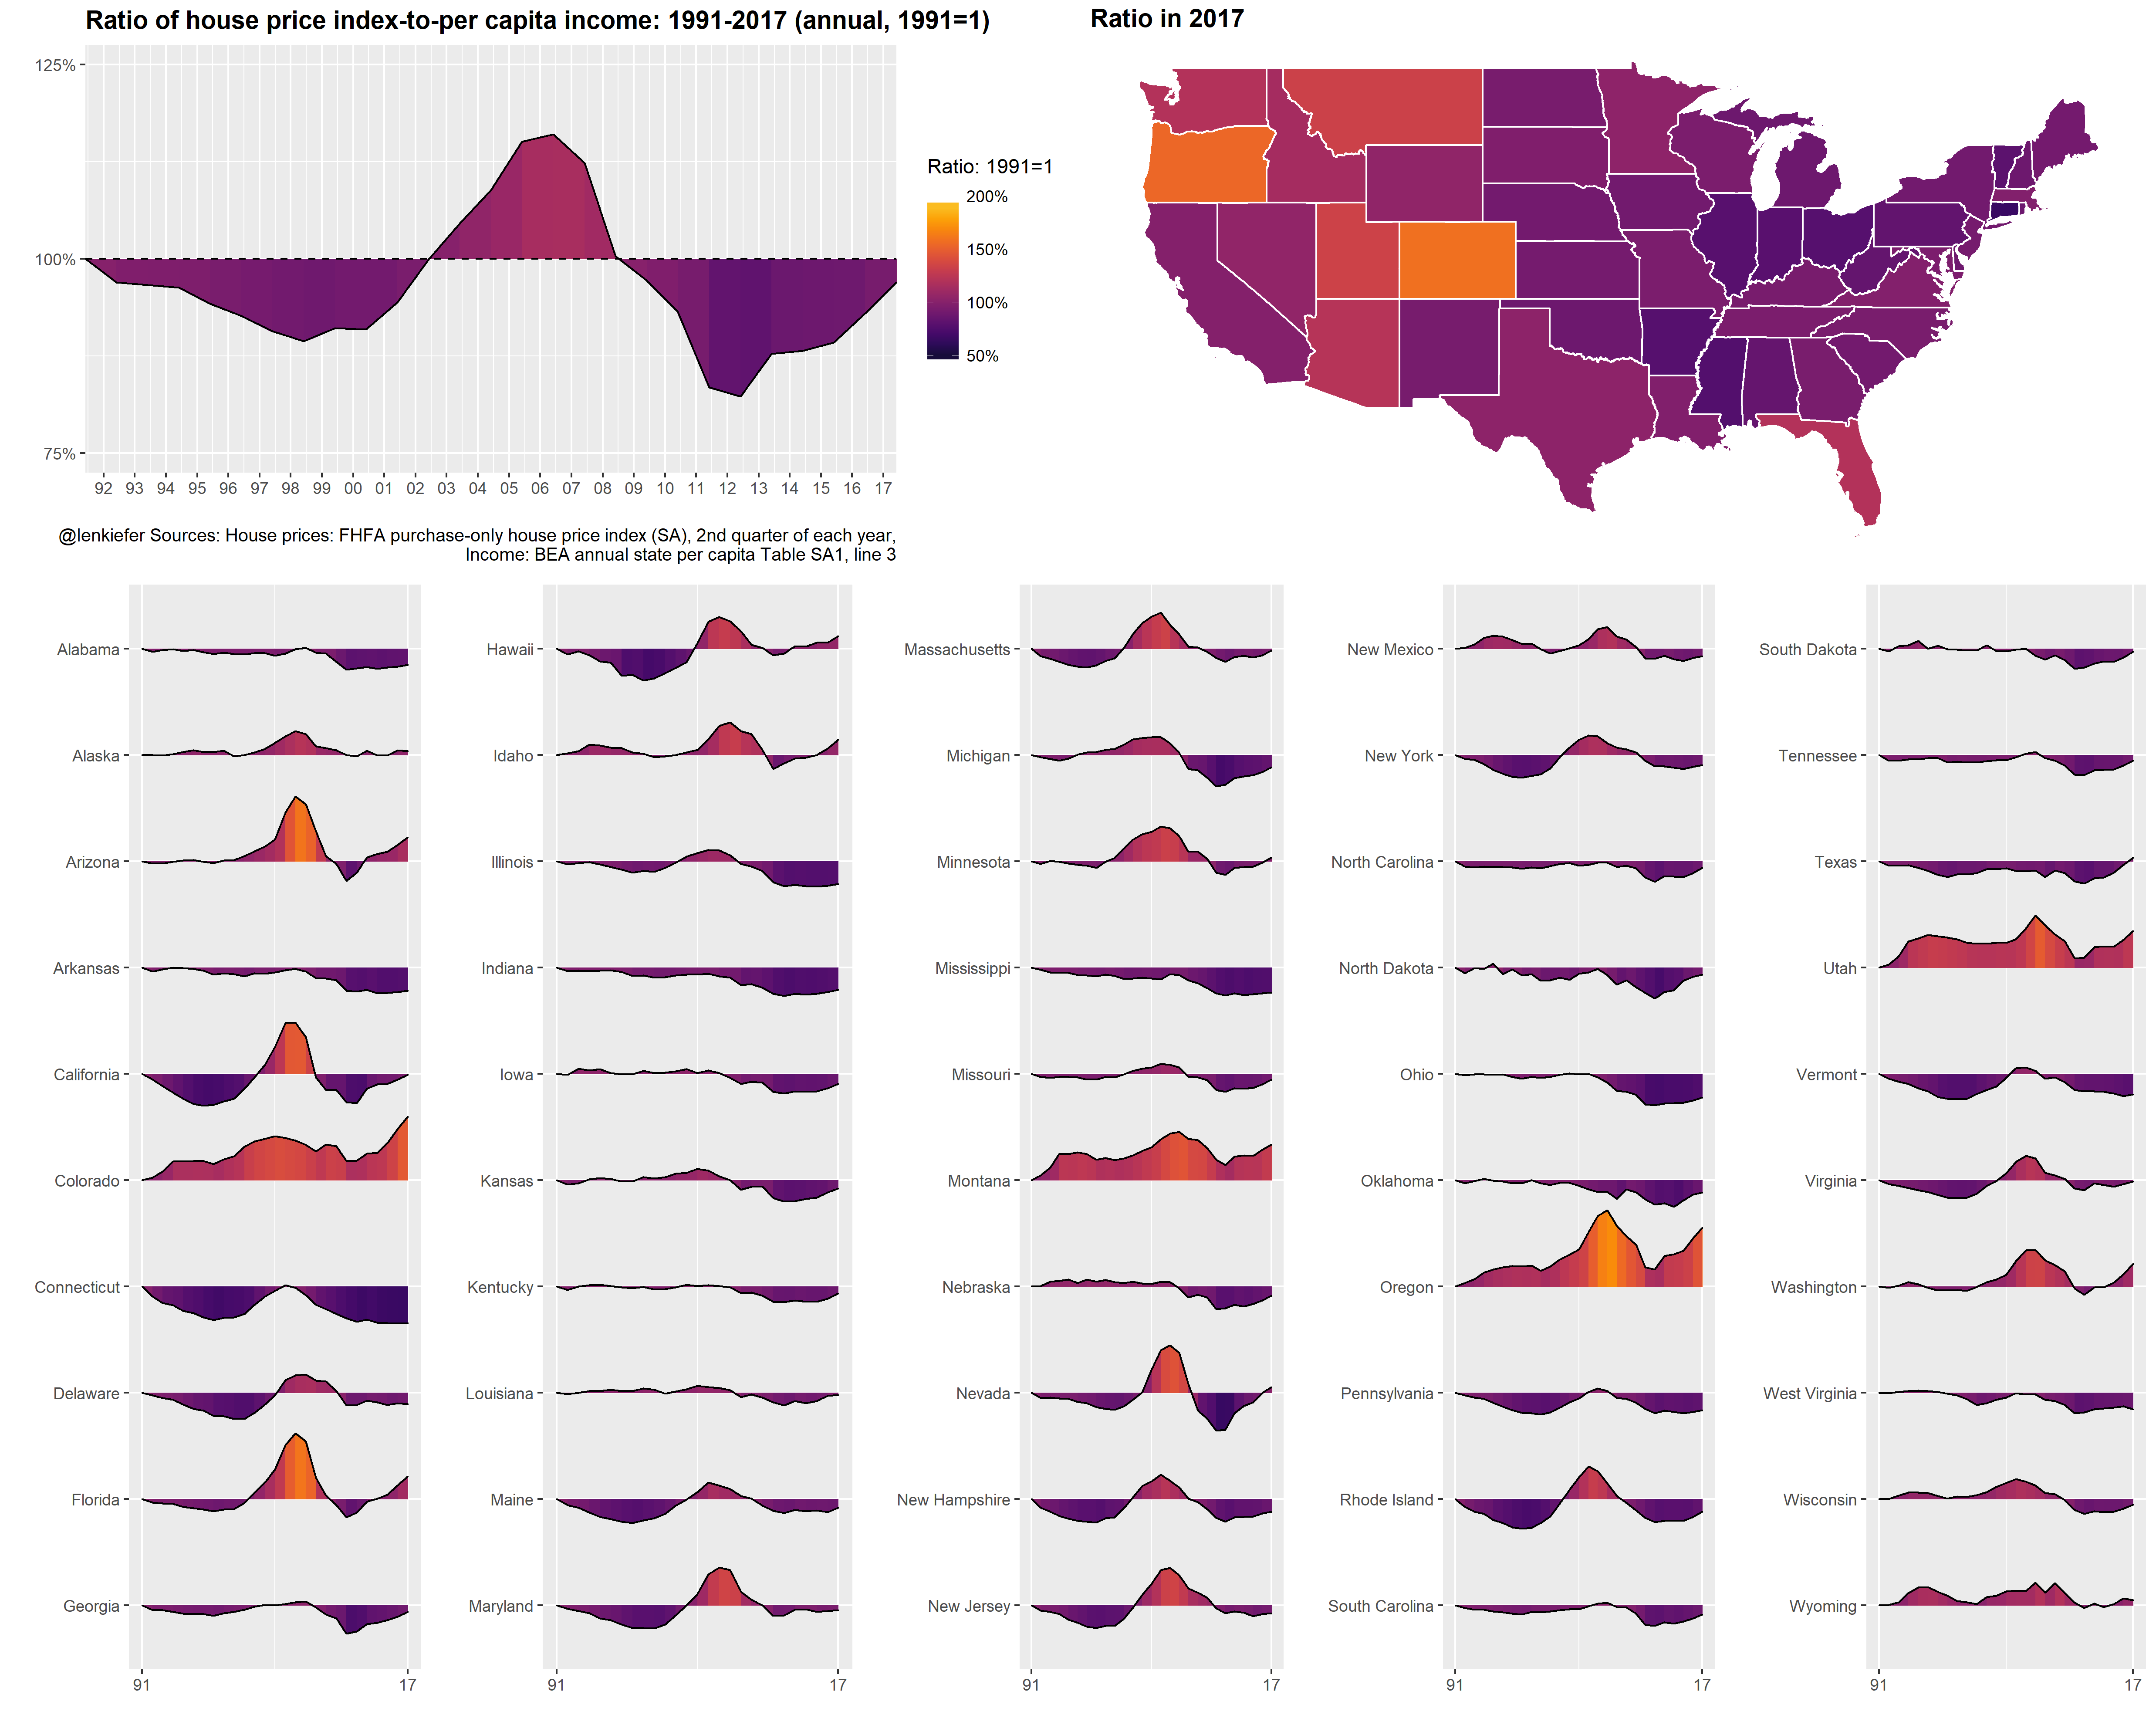 Ratio of house price index-to-per capita income: 1991-2017 (annual, 1991=1)
125%
100%
75%
92 93 94 95 96 97 98 99 00 01 02 03 04 05 06 07 08 09 10 11 12 13 14 15 16 17
@lenkiefer Sources: House prices: FHFA purchase-only house price index (SA), 2nd quarter of each year,
Income: BEA annual state per capita Table SA1, line 3
Ratio: 1991=1
200%
150%
100%
50%
Ratio in 2017
Alabama
Alaska
Arizona
Arkansas
California
Colorado
Connecticut
Delaware
Florida
Georgia
91 17
Hawaii
Idaho
Illinois
Indiana
Iowa
Kansas
Kentucky
Louisiana
Maine
Maryland
91 17
Massachusetts
Michigan
Minnesota
Mississippi
Missouri
Montana
Nebraska
Nevada
New Hampshire
New Jersey
91 17
New Mexico
New York
North Carolina
North Dakota
Ohio
Oklahoma
Oregon
Pennsylvania
Rhode Island
South Carolina
91 17
South Dakota
Tennessee
Texas
Utah
Vermont
Virginia
Washington
West Virginia
Wisconsin
Wyoming
91 17